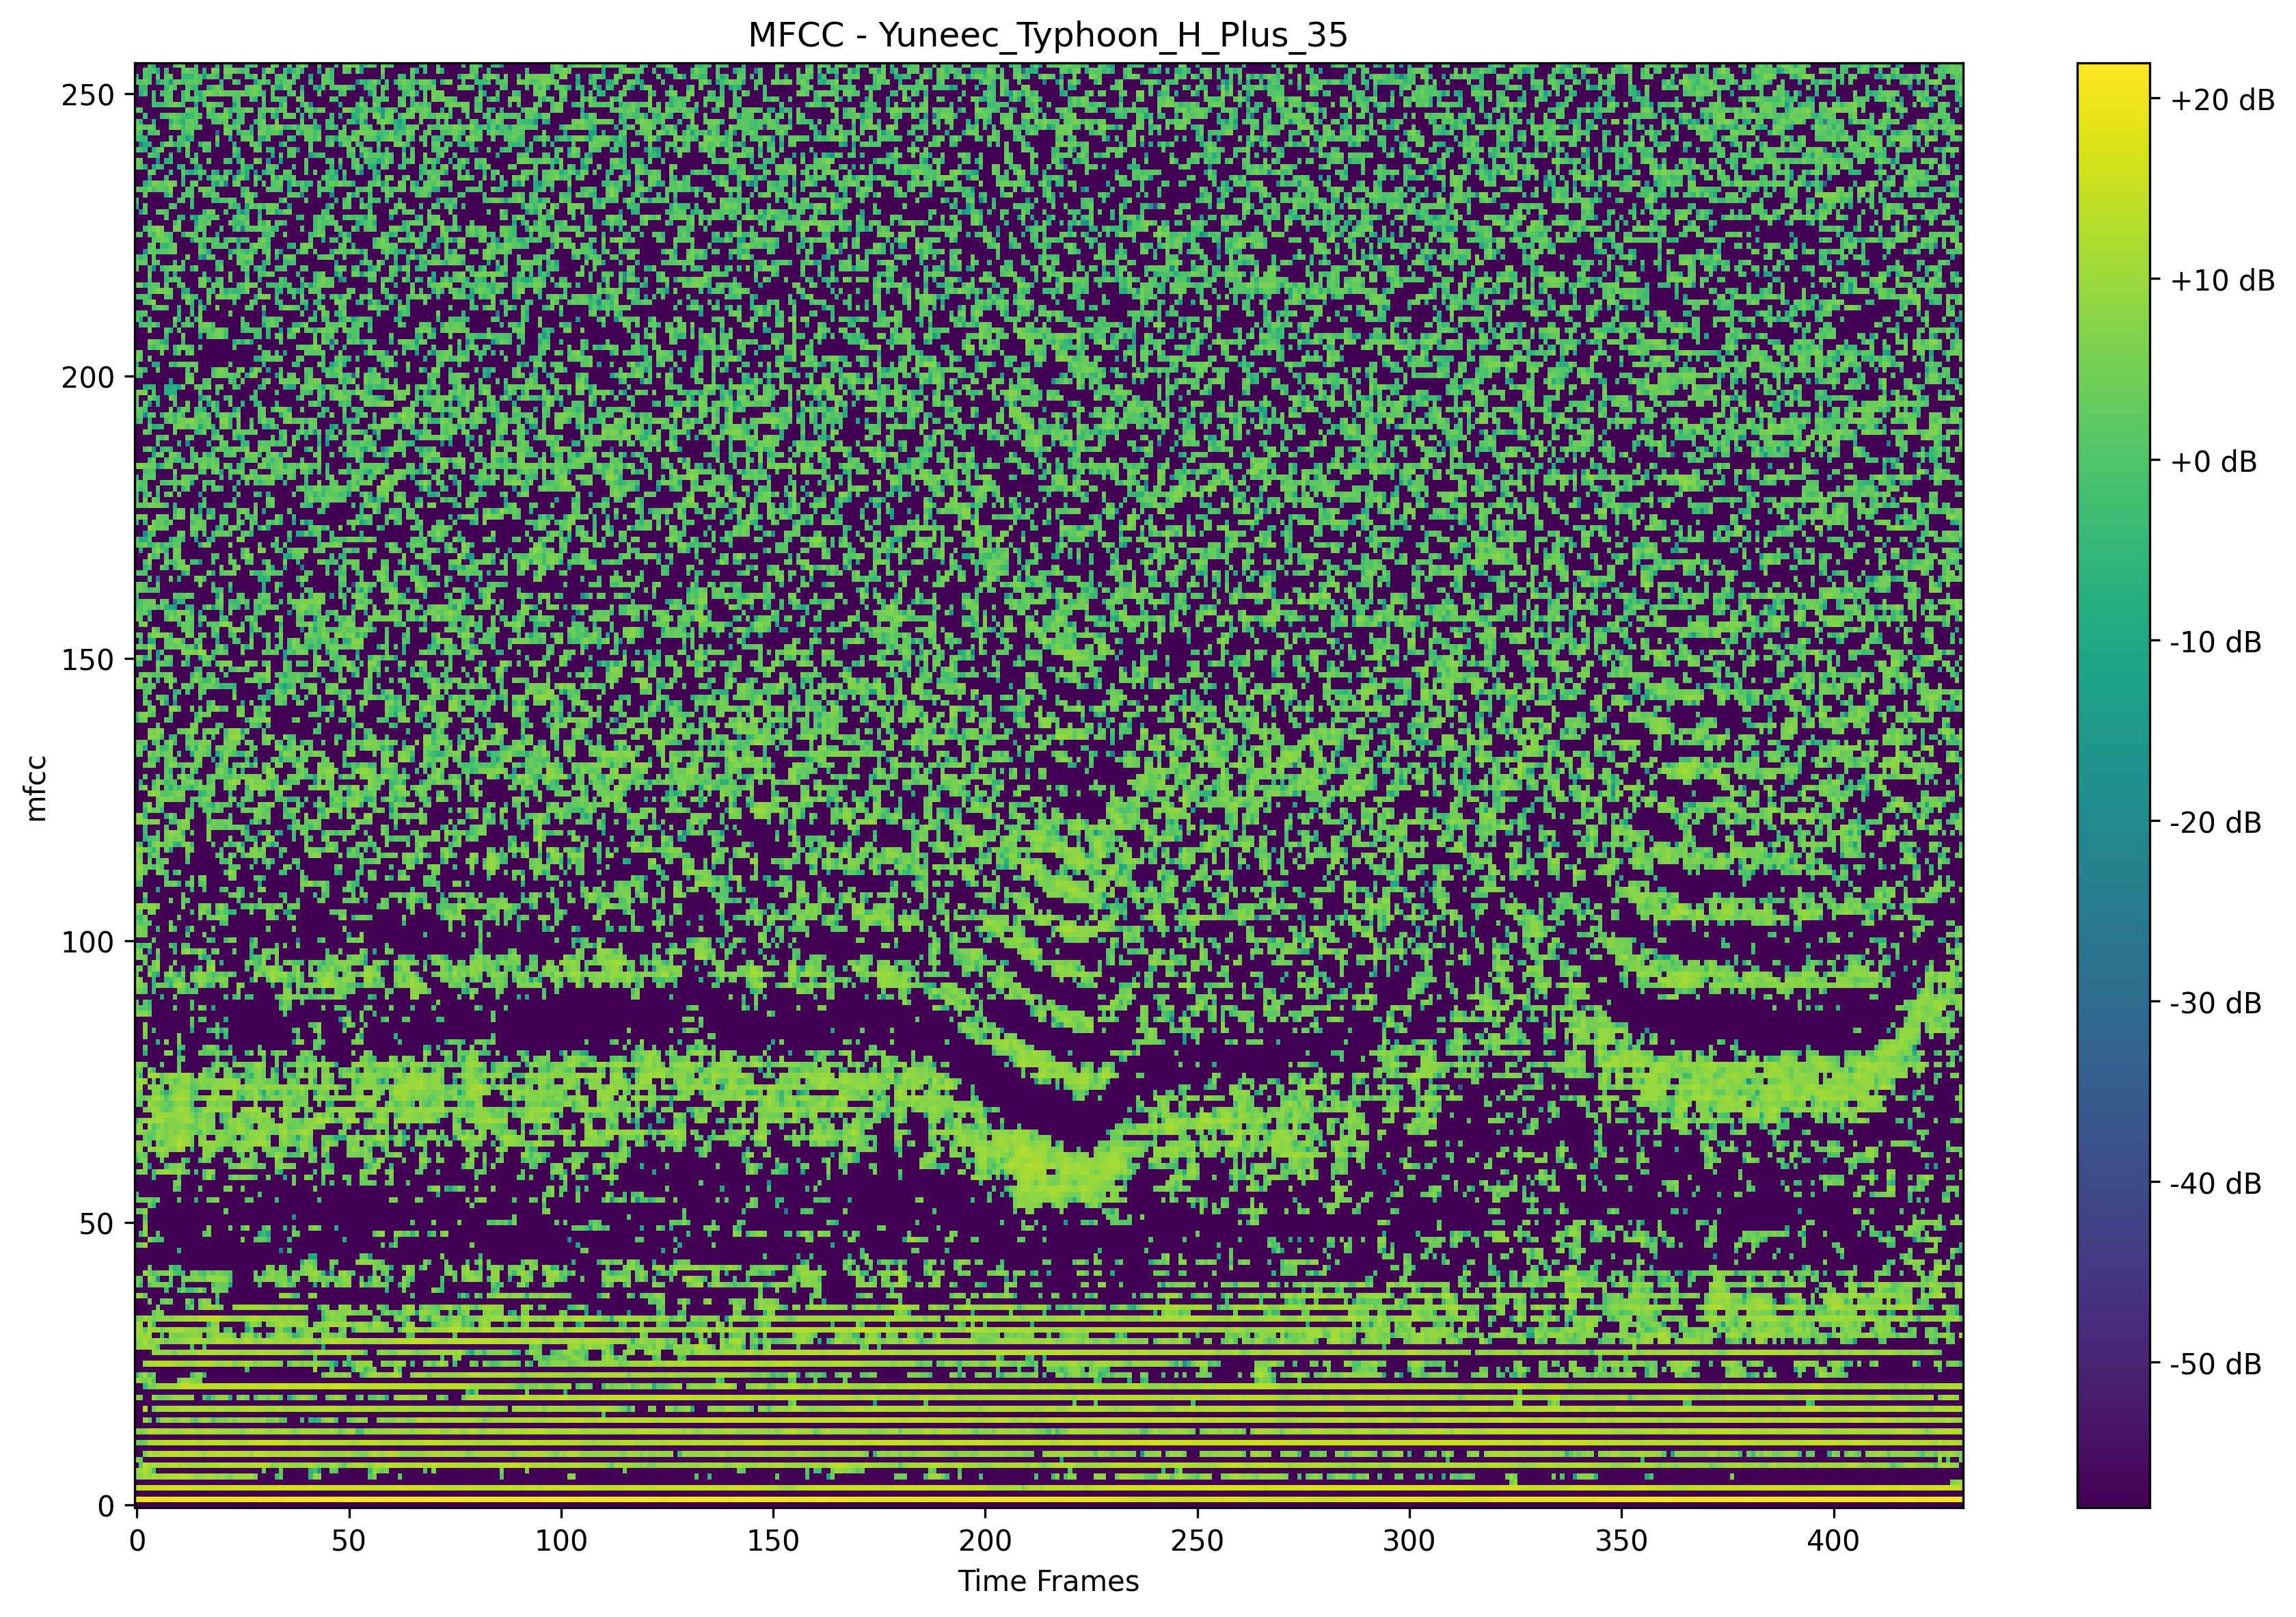 MFCC - Yuneec_Typhoon_H_Plus_35
250
200
150
100
50
0
mfcc
0 50 100 150 200 250 300 350 400
Time Frames
+20 dB
+10 dB
+0 dB
-10 dB
-20 dB
-30 dB
-40 dB
-50 dB